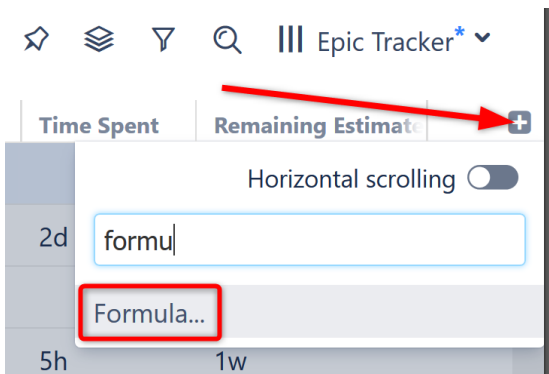 Epic Tracker*
Time Spent Remaining Estimate
Horizontal scrolling
2d formu
Formula...
5h 1w